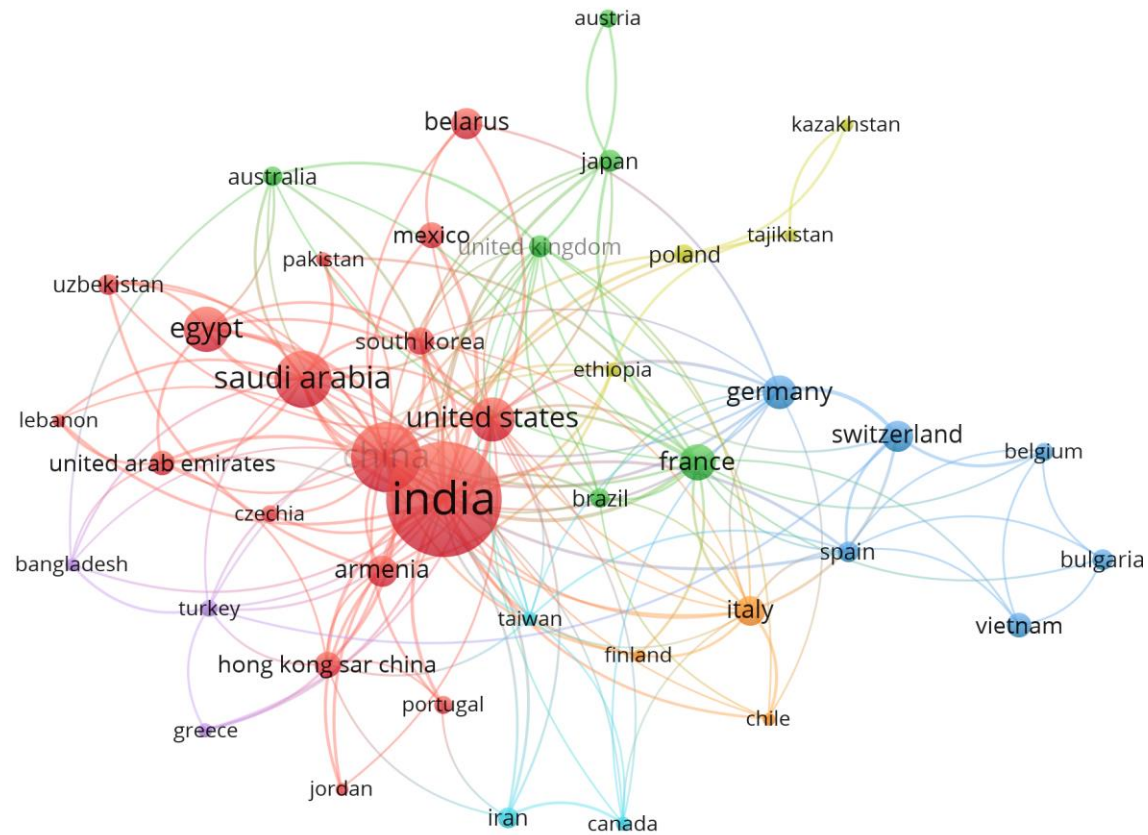 austria
belarus
kazakhstan
japan
australia
mexico
united kingdom
tajikistan
poland
pakistan
uzbekistan
egypt
south korea
ethiopia
saudi arabia
germany
united states
lebanon
switzerland
belgium
china
france
united arab emirates
india
brazil
czechia
spain
bulgaria
bangladesh
armenia
turkey
taiwan
italy
vietnam
finland
hong kong sar china
portugal
chile
greece
jordan
iran
canada